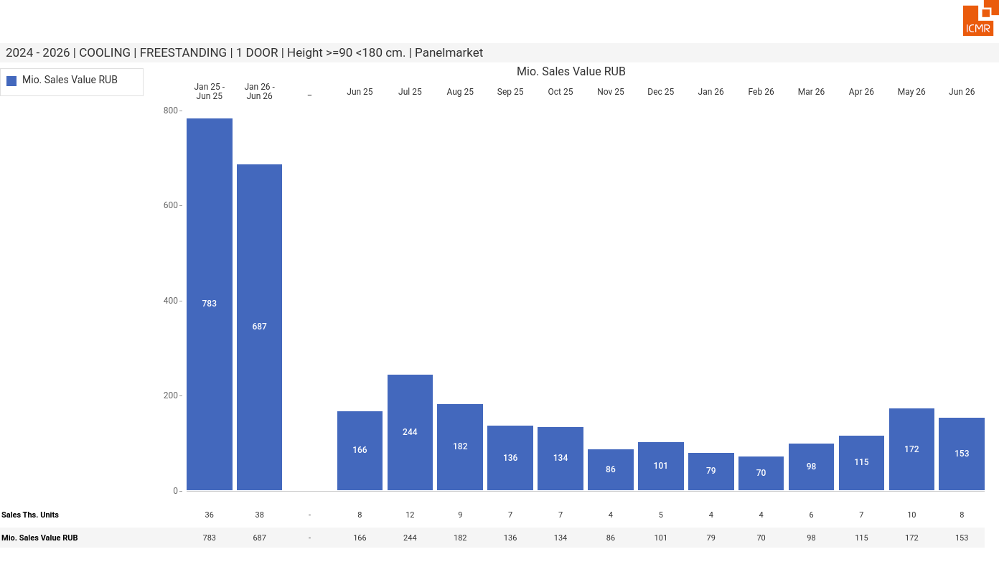 ICMR
2024 - 2026 | COOLING | FREESTANDING | 1 DOOR | Height >=90 <180 cm. | Panelmarket
Mio. Sales Value RUB
Mio. Sales Value RUB
Jan 25 - Jun 25 Jan 26 - Jun 26 – Jun 25 Jul 25 Aug 25 Sep 25 Oct 25 Nov 25 Dec 25 Jan 26 Feb 26 Mar 26 Apr 26 May 26 Jun 26
800
600
400
200
0
783 687 166 244 182 136 134 86 101 79 70 98 115 172 153
Sales Ths. Units 36 38 - 8 12 9 7 7 4 5 4 4 6 7 10 8
Mio. Sales Value RUB 783 687 - 166 244 182 136 134 86 101 79 70 98 115 172 153